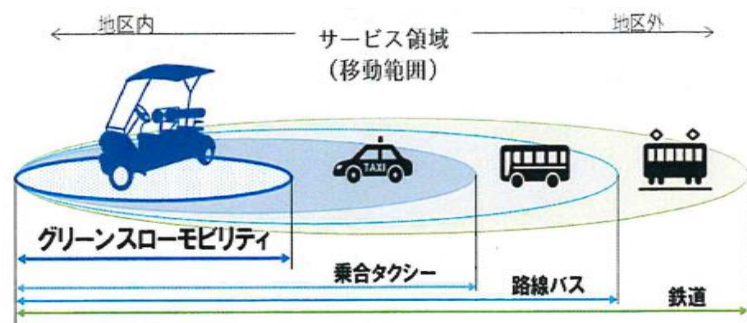 地区内
サービス領域
地区外
(移動範囲)
TAXI
グリーンスローモビリティ
乗合タクシー
路線バス
鉄道